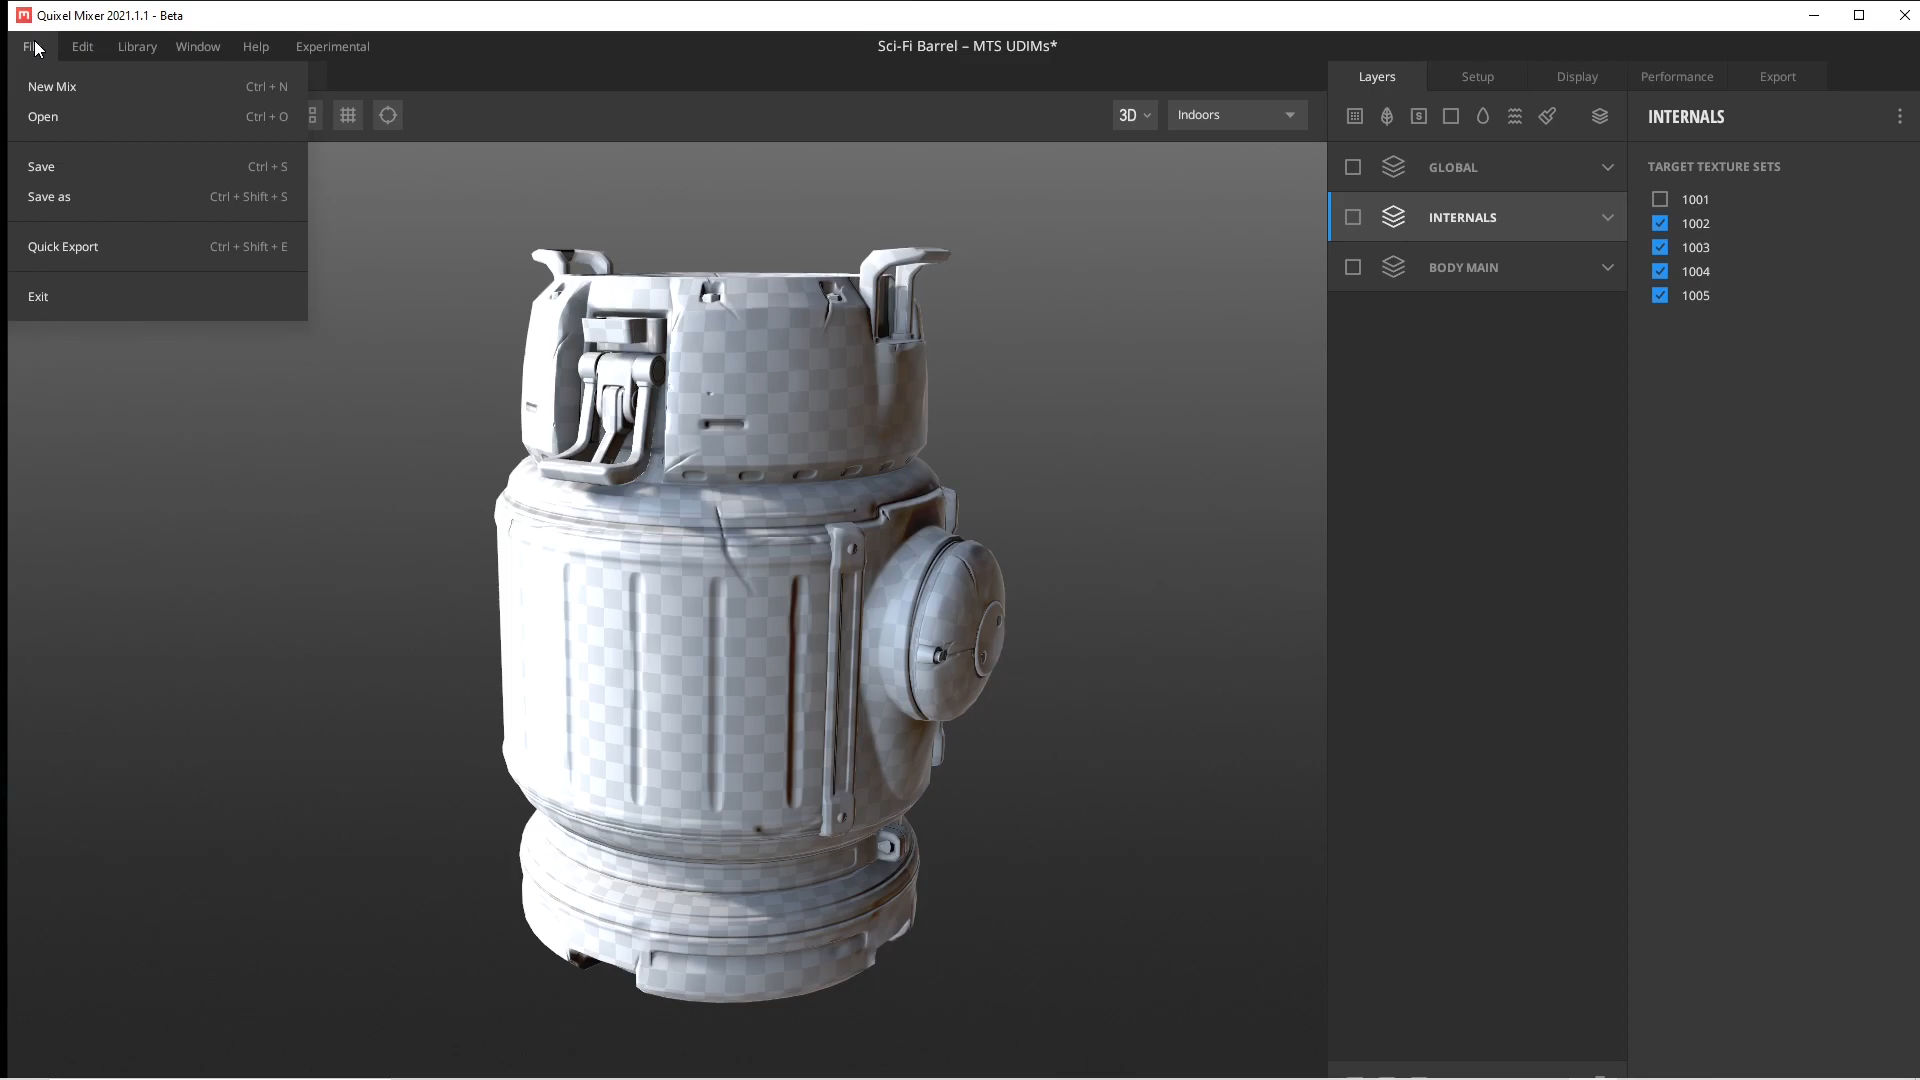 Quixel Mixer 2021.1.1 - Beta
Edit Library Window Help Experimental
Sci-Fi Barrel – MTS UDIMs*
New Mix Ctrl + N
Open Ctrl + O
Save Ctrl + S
Save as Ctrl + Shift + S
Quick Export Ctrl + Shift + E
Exit
3D Indoors
Layers Setup Display Performance Export
GLOBAL
INTERNALS
BODY MAIN
INTERNALS
TARGET TEXTURE SETS
1001
1002
1003
1004
1005